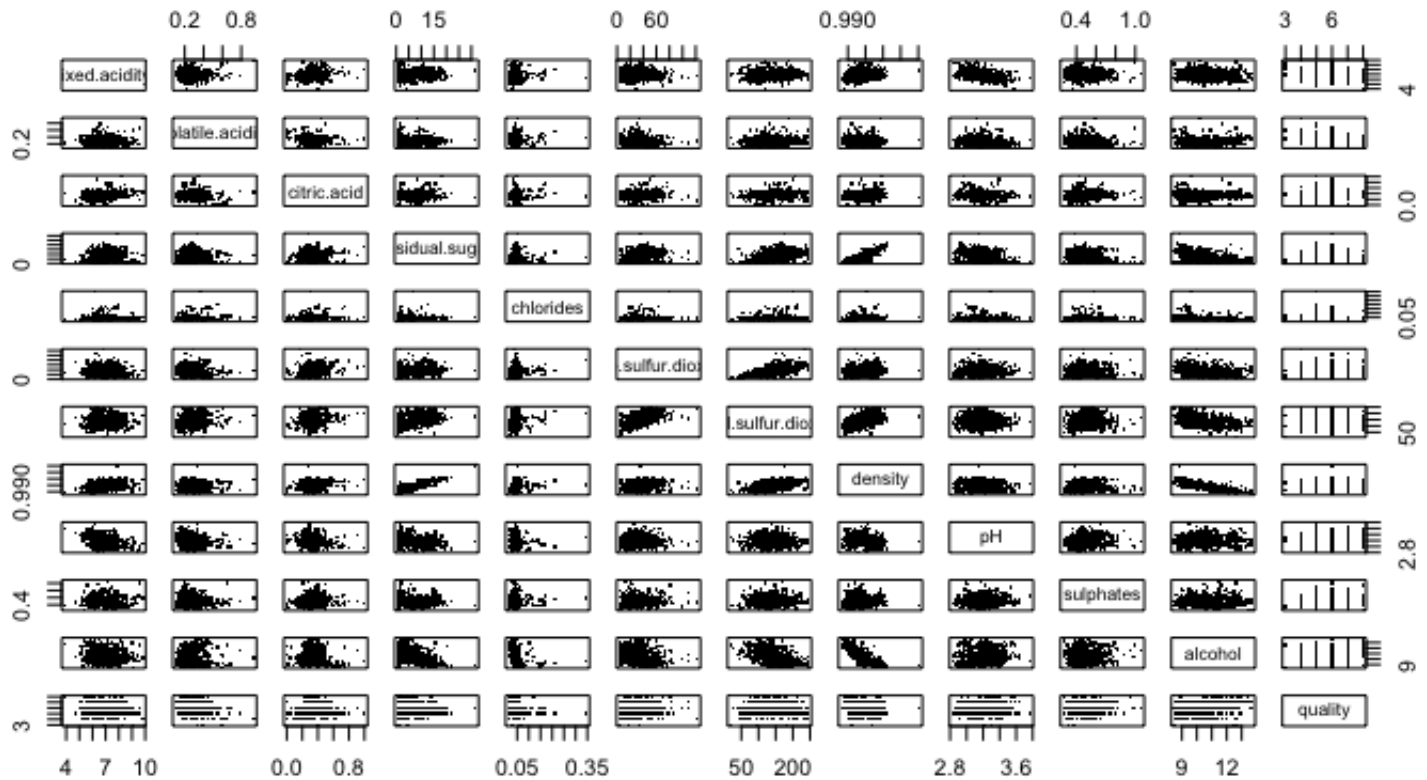 0.2 0.8 0 15 0 60 0.990 0.4 1.0 3 6
ixed.acidity 4
0.2 olatile.acidi
citric.acid 0.0
0 sidual.sug
chlorides 0.05
0 .sulfur.diox
l.sulfur.dio 50
0.990 density
pH 2.8
0.4 sulphates
alcohol 9
3 quality
4 7 10 0.0 0.8 0.05 0.35 50 200 2.8 3.6 9 12